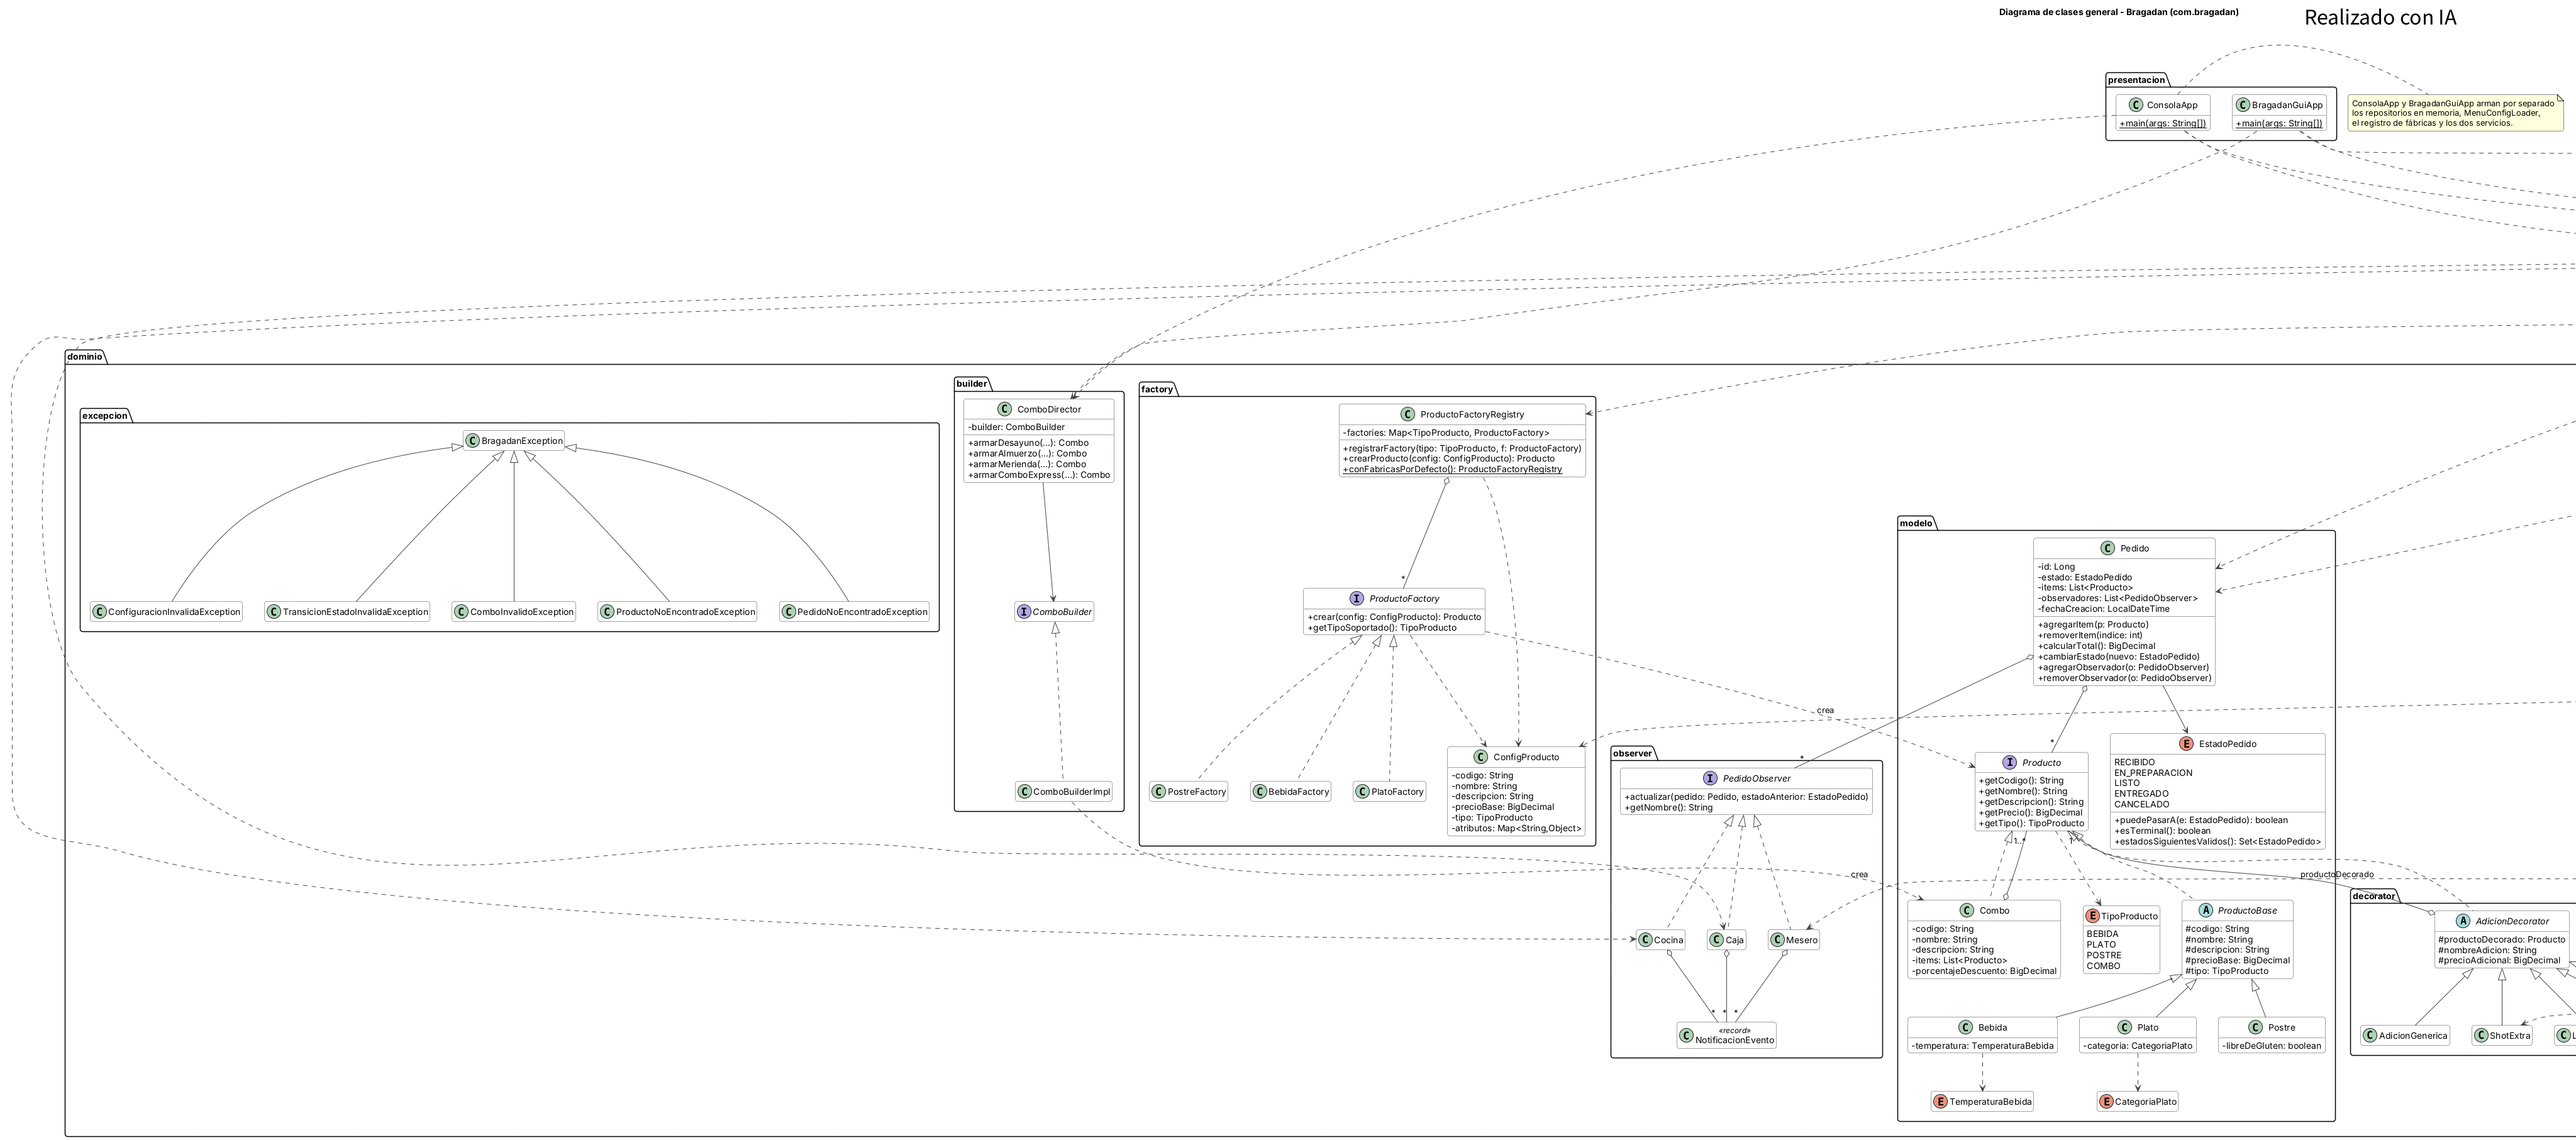 Diagrama de clases general - Bragadan (com.bragadan)
Realizado con IA
presentacion
C ConsolaApp
+main(args: String[])
C BragadanGuiApp
+main(args: String[])
ConsolaApp y BragadanGuiApp arman por separado
los repositorios en memoria, MenuConfigLoader,
el registro de fábricas y los dos servicios.
dominio
excepcion
C BragadanException
C ConfiguracionInvalidaException
C TransicionEstadoInvalidaException
C ComboInvalidoException
C ProductoNoEncontradoException
C PedidoNoEncontradoException
builder
C ComboDirector
-builder: ComboBuilder
+armarDesayuno(...): Combo
+armarAlmuerzo(...): Combo
+armarMerienda(...): Combo
+armarComboExpress(...): Combo
I ComboBuilder
C ComboBuilderImpl
factory
C ProductoFactoryRegistry
-factories: Map<TipoProducto, ProductoFactory>
+registrarFactory(tipo: TipoProducto, f: ProductoFactory)
+crearProducto(config: ConfigProducto): Producto
+conFabricasPorDefecto(): ProductoFactoryRegistry
*
I ProductoFactory
+crear(config: ConfigProducto): Producto
+getTipoSoportado(): TipoProducto
C PostreFactory
C BebidaFactory
C PlatoFactory
C ConfigProducto
-codigo: String
-nombre: String
-descripcion: String
-precioBase: BigDecimal
-tipo: TipoProducto
-atributos: Map<String,Object>
crea
observer
*
I PedidoObserver
+actualizar(pedido: Pedido, estadoAnterior: EstadoPedido)
+getNombre(): String
C Cocina
C Caja
C Mesero
* * *
«record»
C NotificacionEvento
crea
modelo
C Pedido
-id: Long
-estado: EstadoPedido
-items: List<Producto>
-observadores: List<PedidoObserver>
-fechaCreacion: LocalDateTime
+agregarItem(p: Producto)
+removerItem(indice: int)
+calcularTotal(): BigDecimal
+cambiarEstado(nuevo: EstadoPedido)
+agregarObservador(o: PedidoObserver)
+removerObservador(o: PedidoObserver)
*
I Producto
+getCodigo(): String
+getNombre(): String
+getDescripcion(): String
+getPrecio(): BigDecimal
+getTipo(): TipoProducto
E EstadoPedido
RECIBIDO
EN_PREPARACION
LISTO
ENTREGADO
CANCELADO
+puedePasarA(e: EstadoPedido): boolean
+esTerminal(): boolean
+estadosSiguientesValidos(): Set<EstadoPedido>
1..*
1
productoDecorado
C Combo
-codigo: String
-nombre: String
-descripcion: String
-items: List<Producto>
-porcentajeDescuento: BigDecimal
E TipoProducto
BEBIDA
PLATO
POSTRE
COMBO
A ProductoBase
#codigo: String
#nombre: String
#descripcion: String
#precioBase: BigDecimal
#tipo: TipoProducto
C Bebida
-temperatura: TemperaturaBebida
C Plato
-categoria: CategoriaPlato
C Postre
-libreDeGluten: boolean
E TemperaturaBebida
E CategoriaPlato
decorator
A AdicionDecorator
#productoDecorado: Producto
#nombreAdicion: String
#precioAdicional: BigDecimal
C AdicionGenerica
C ShotExtra
C